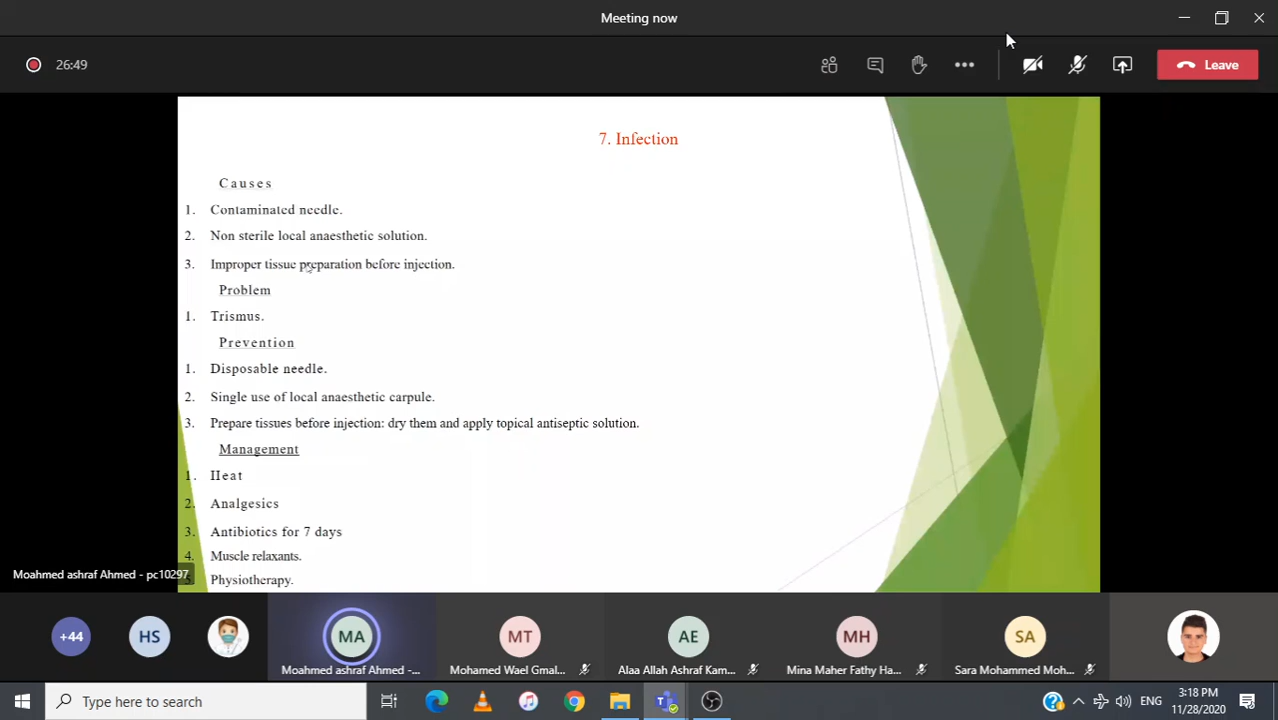 Meeting now
26:49
Leave
7. Infection
Causes
1. Contaminated needle.
2. Non sterile local anaesthetic solution.
3. Improper tissue preparation before injection.
Problem
1. Trismus.
Prevention
1. Disposable needle.
2. Single use of local anaesthetic carpule.
3. Prepare tissues before injection: dry them and apply topical antiseptic solution.
Management
1. Heat
2. Analgesics
3. Antibiotics for 7 days
4. Muscle relaxants.
Physiotherapy.
Moahmed ashraf Ahmed - pc10297
+44
HS
MA
MT
AE
MH
SA
Moahmed ashraf Ahmed -...
Mohamed Wael Gmal...
Alaa Allah Ashraf Kam...
Mina Maher Fathy Ha...
Sara Mohammed Moh...
Type here to search
ENG
3:18 PM
11/28/2020